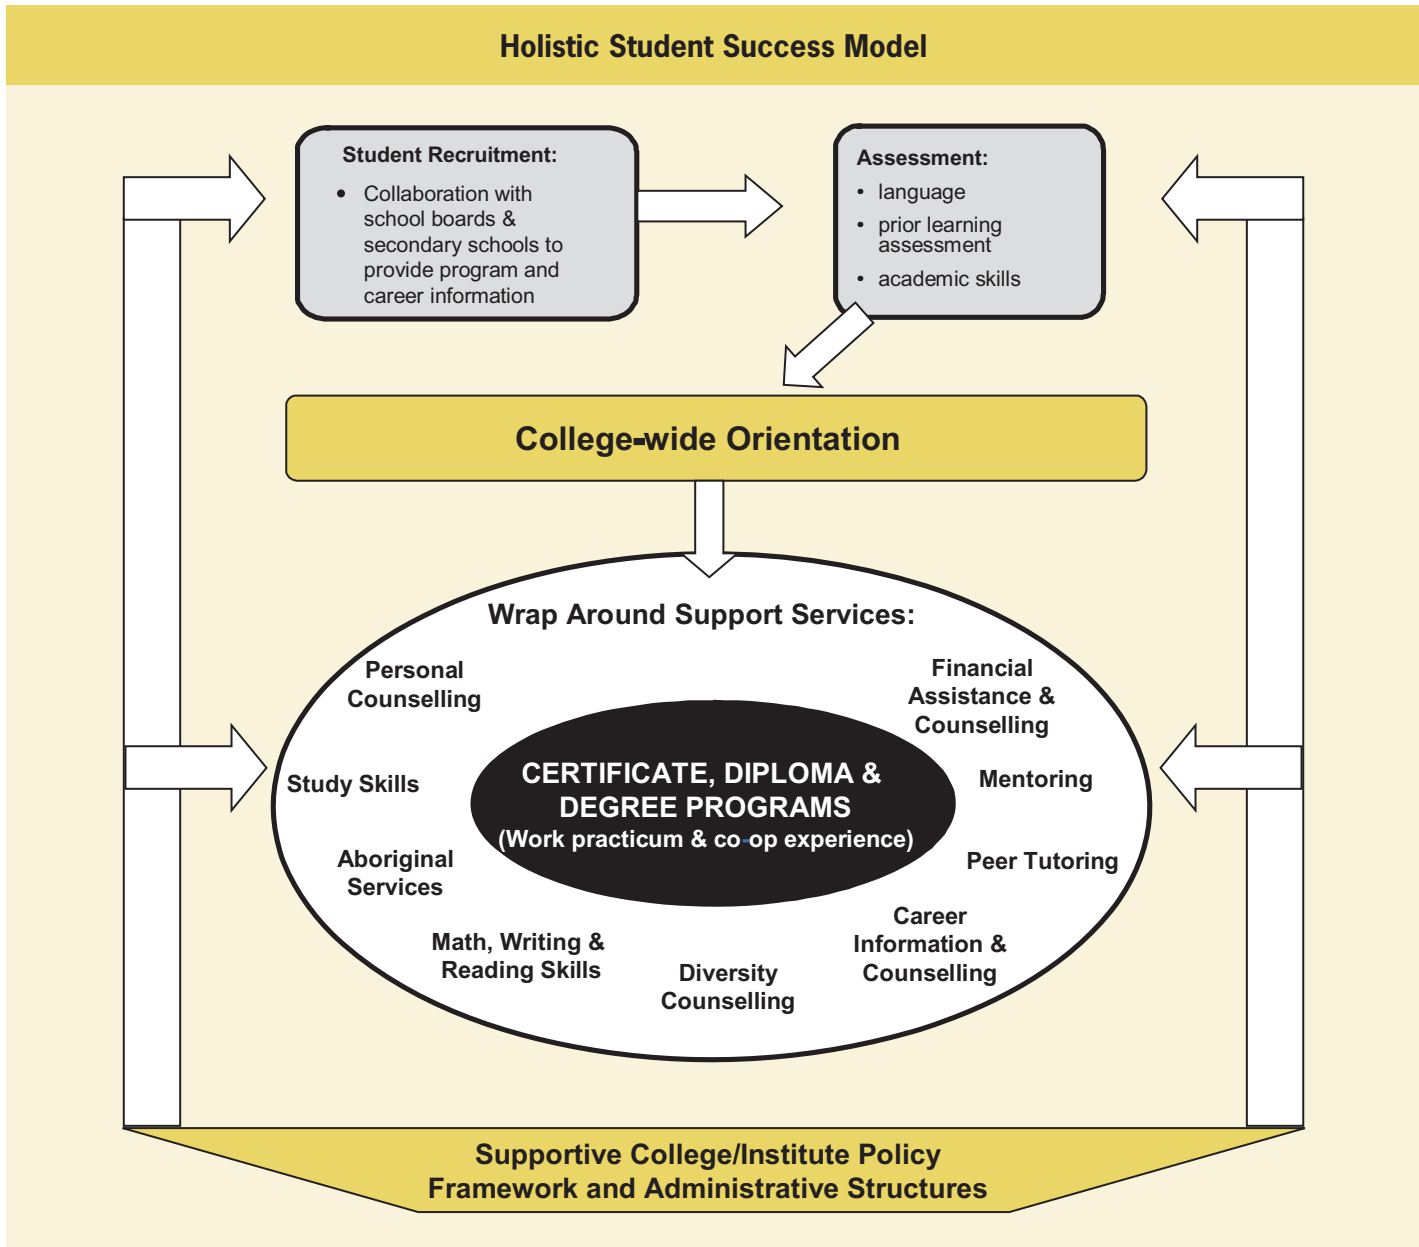 Holistic Student Success Model
Student Recruitment:
• Collaboration with
school boards &
secondary schools to
provide program and
career information
Assessment:
• language
• prior learning
assessment
• academic skills
College-wide Orientation
Wrap Around Support Services:
Personal
Counselling
Financial
Assistance &
Counselling
Study Skills
Mentoring
CERTIFICATE, DIPLOMA &
DEGREE PROGRAMS
(Work practicum & co-op experience)
Aboriginal
Services
Peer Tutoring
Math, Writing &
Reading Skills
Diversity
Counselling
Career
Information &
Counselling
Supportive College/Institute Policy
Framework and Administrative Structures